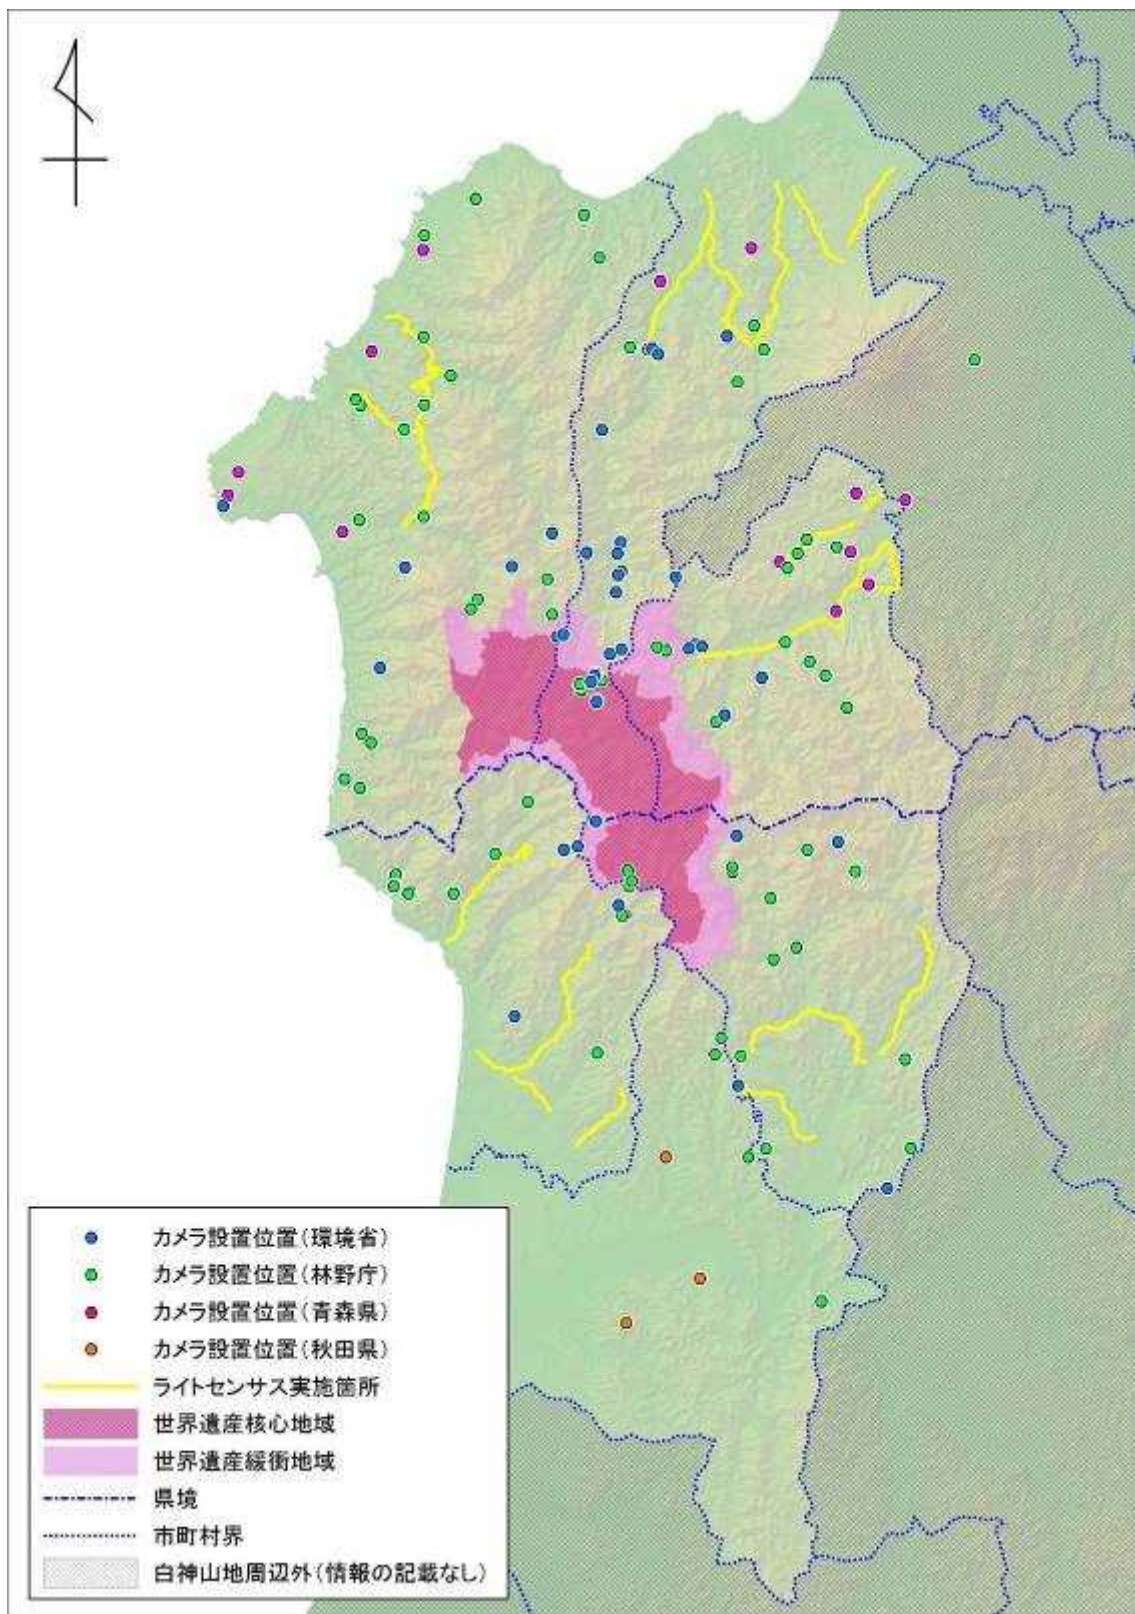 カメラ設置位置(環境省)
カメラ設置位置(林野庁)
カメラ設置位置(青森県)
カメラ設置位置(秋田県)
ライトセンサス実施箇所
世界遺産核心地域
世界遺産緩衝地域
県境
市町村界
白神山地周辺外(情報の記載なし)